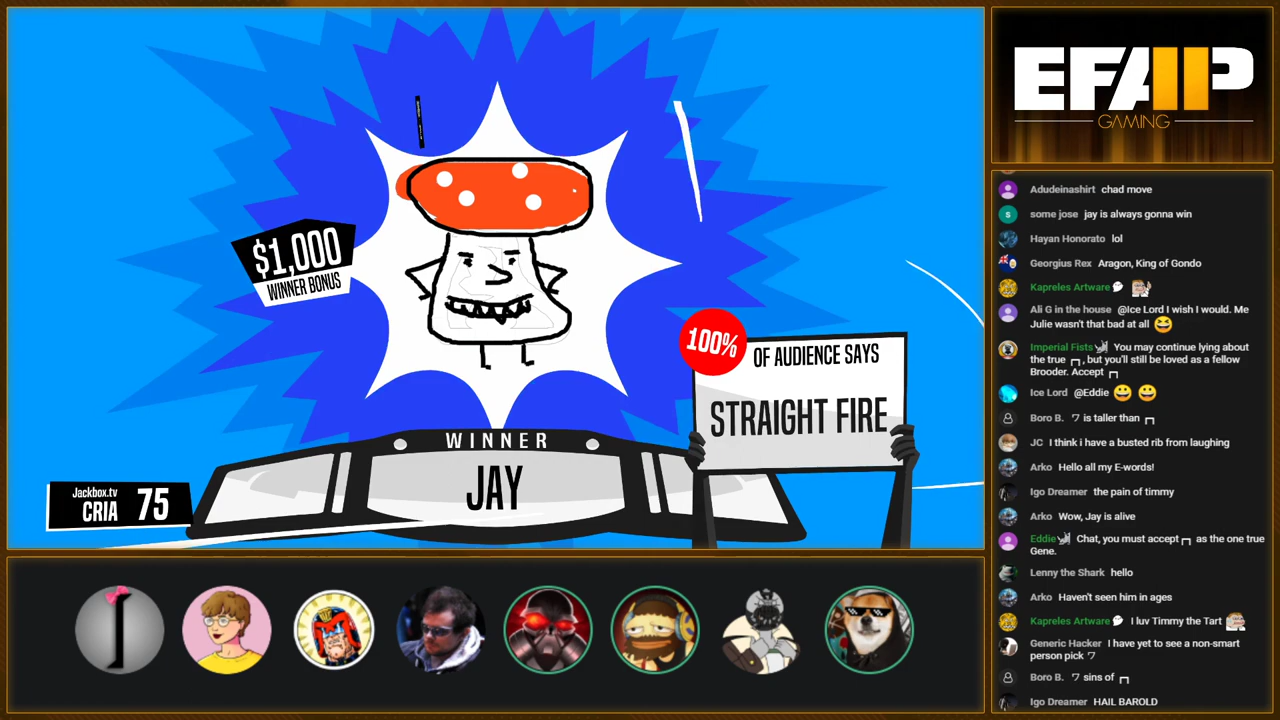 $1,000
WINNER BONUS
100%
OF AUDIENCE SAYS
STRAIGHT FIRE
WINNER
JAY
Jackbox.tv
CRIA
75
EFAP
GAMING
Adudeinashirt chad move
S
some jose jay is always gonna win
Hayan Honorato lol
Georgius Rex Aragon, King of Gondo
Kapreles Artware
Ali G in the house @Ice Lord I wish I would. Me
Julie wasn't that bad at all 😆
Imperial Fists You may continue lying about
the true ┏┓, but you'll still be loved as a fellow
Brooder. Accept ┏┓
Ice Lord @Eddie 😀 😀
Boro B. ワ is taller than ┏┓
JC I think i have a busted rib from laughing
Arko Hello all my E-words!
Igo Dreamer the pain of timmy
Arko Wow, Jay is alive
Eddie Chat, you must accept ┏┓ as the one true
Gene.
Lenny the Shark hello
Arko Haven't seen him in ages
Kapreles Artware I luv Timmy the Tart
Generic Hacker I have yet to see a non-smart
person pick ワ
Boro B. ワ sins of ┏┓
Igo Dreamer HAIL BAROLD